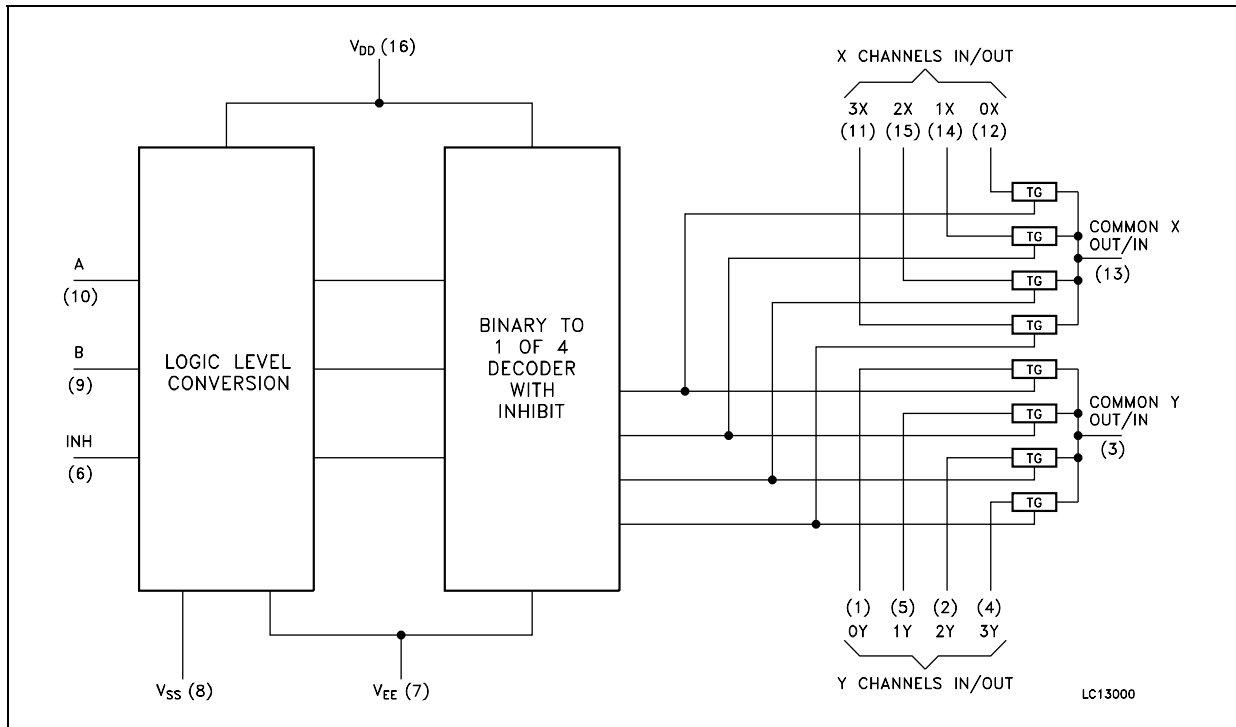 V_DD (16)
X CHANNELS IN/OUT
3X 2X 1X 0X
(11) (15) (14) (12)
TG
TG
COMMON X
OUT/IN
(13)
TG
TG
A
(10)
B
(9)
INH
(6)
LOGIC LEVEL
CONVERSION
BINARY TO
1 OF 4
DECODER
WITH
INHIBIT
TG
TG
COMMON Y
OUT/IN
(3)
TG
TG
(1) (5) (2) (4)
0Y 1Y 2Y 3Y
Y CHANNELS IN/OUT
V_SS (8)
V_EE (7)
LC13000